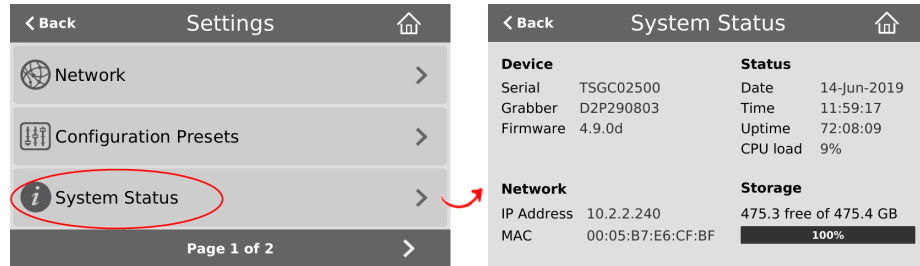 Back Settings
Network
Configuration Presets
i System Status
Page 1 of 2
Back System Status
Device
Serial TSGC02500
Grabber D2P290803
Firmware 4.9.0d
Status
Date 14-Jun-2019
Time 11:59:17
Uptime 72:08:09
CPU load 9%
Network
IP Address 10.2.2.240
MAC 00:05:B7:E6:CF:BF
Storage
475.3 free of 475.4 GB
100%